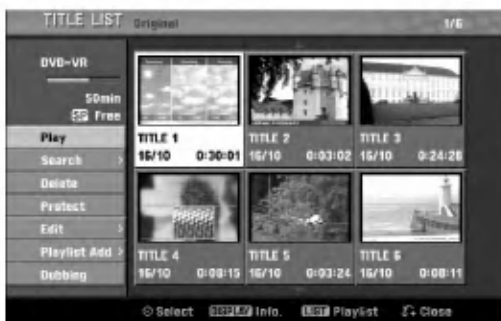 TITLE LIST Original 1/6
DVD-VR
50min
SP Free
Play
Search
Delete
Protect
Edit
Playlist Add
Dubbing
TITLE 1
16/10 0:30:01
TITLE 2
16/10 0:03:02
TITLE 3
16/10 0:24:28
TITLE 4
16/10 0:08:15
TITLE 5
16/10 0:03:24
TITLE 6
16/10 0:08:11
Select DISPLAY Info. LIST Playlist Close